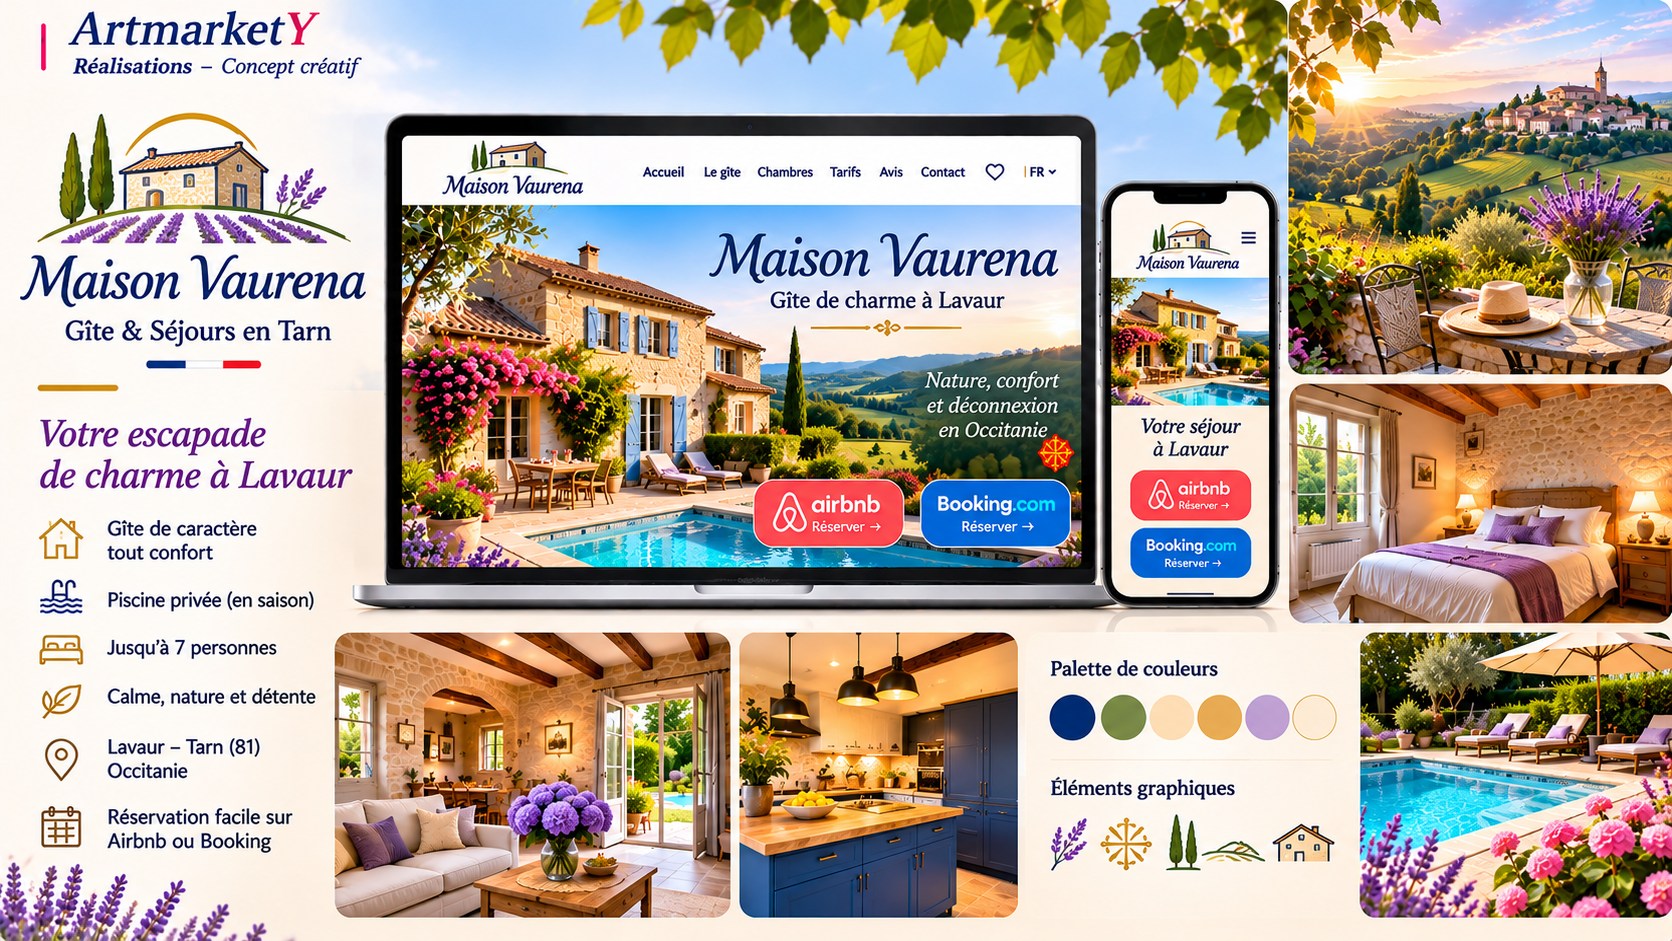 ArtmarketY
Réalisations – Concept créatif
Maison Vaurena
Gîte & Séjours en Tarn
Votre escapade
de charme à Lavaur
Gîte de caractère
tout confort
Piscine privée (en saison)
Jusqu'à 7 personnes
Calme, nature et détente
Lavaur – Tarn (81)
Occitanie
Réservation facile sur
Airbnb ou Booking
Maison Vaurena
Accueil Le gîte Chambres Tarifs Avis Contact FR
Maison Vaurena
Gîte de charme à Lavaur
Nature, confort
et déconnexion
en Occitanie
airbnb
Réserver →
Booking.com
Réserver →
Maison Vaurena
Votre séjour
à Lavaur
airbnb
Réserver →
Booking.com
Réserver →
Palette de couleurs
Éléments graphiques